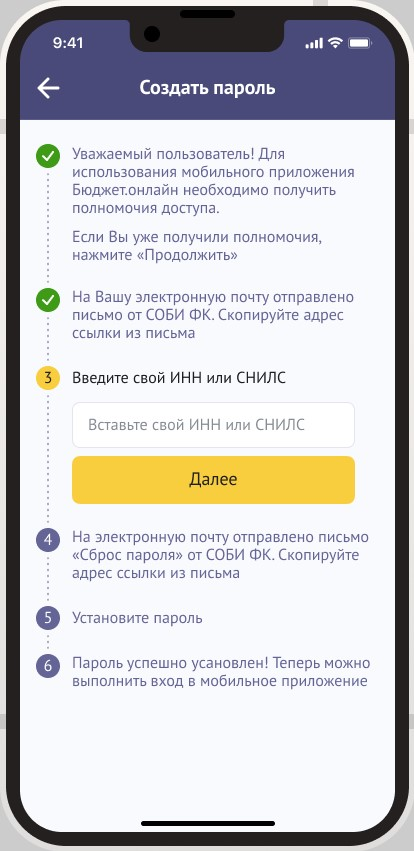 9:41
Создать пароль
Уважаемый пользователь! Для
использования мобильного приложения
Бюджет.онлайн необходимо получить
полномочия доступа.
Если Вы уже получили полномочия,
нажмите «Продолжить»
На Вашу электронную почту отправлено
письмо от СОБИ ФК. Скопируйте адрес
ссылки из письма
3 Введите свой ИНН или СНИЛС
Вставьте свой ИНН или СНИЛС
Далее
4 На электронную почту отправлено письмо
«Сброс пароля» от СОБИ ФК. Скопируйте
адрес ссылки из письма
5 Установите пароль
6 Пароль успешно усановлен! Теперь можно
выполнить вход в мобильное приложение